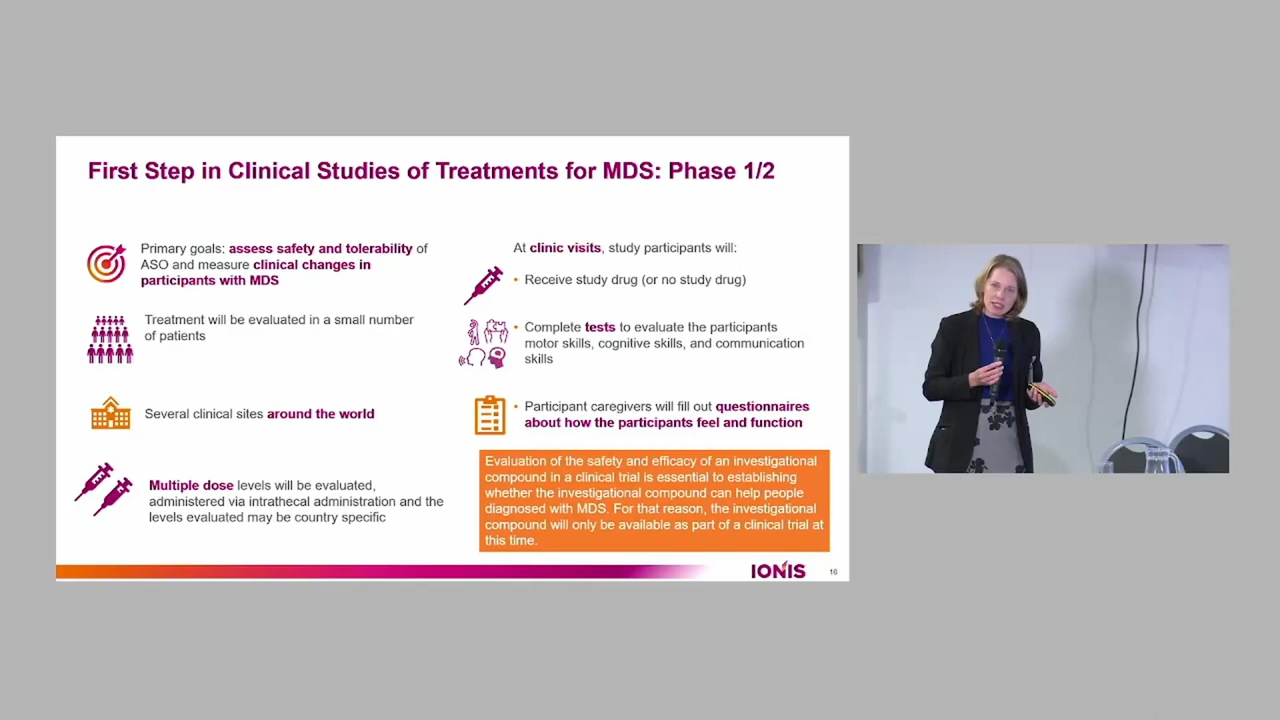 First Step in Clinical Studies of Treatments for MDS: Phase 1/2
Primary goals: assess safety and tolerability of
ASO and measure clinical changes in
participants with MDS
Treatment will be evaluated in a small number
of patients
Several clinical sites around the world
Multiple dose levels will be evaluated,
administered via intrathecal administration and the
levels evaluated may be country specific
At clinic visits, study participants will:
• Receive study drug (or no study drug)
• Complete tests to evaluate the participants
motor skills, cognitive skills, and communication
skills
• Participant caregivers will fill out questionnaires
about how the participants feel and function
Evaluation of the safety and efficacy of an investigational
compound in a clinical trial is essential to establishing
whether the investigational compound can help people
diagnosed with MDS. For that reason, the investigational
compound will only be available as part of a clinical trial at
this time.
IONIS
16